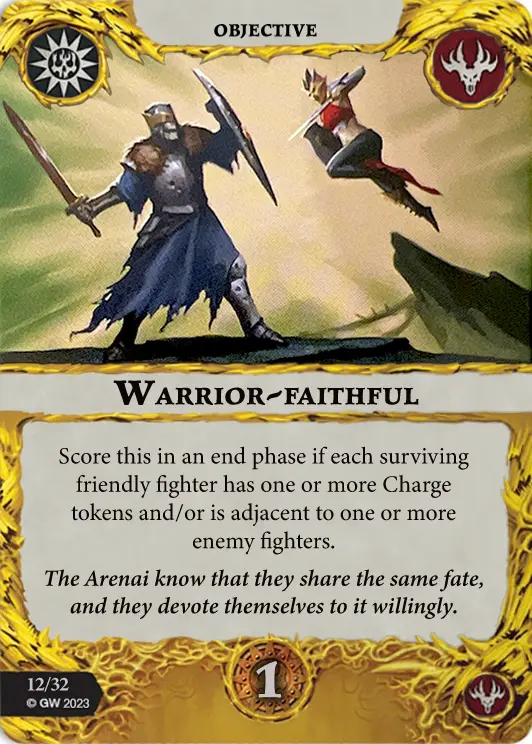 OBJECTIVE
WARRIOR~FAITHFUL
Score this in an end phase if each surviving
friendly fighter has one or more Charge
tokens and/or is adjacent to one or more
enemy fighters.
The Arenai know that they share the same fate,
and they devote themselves to it willingly.
1
12/32
© GW 2023